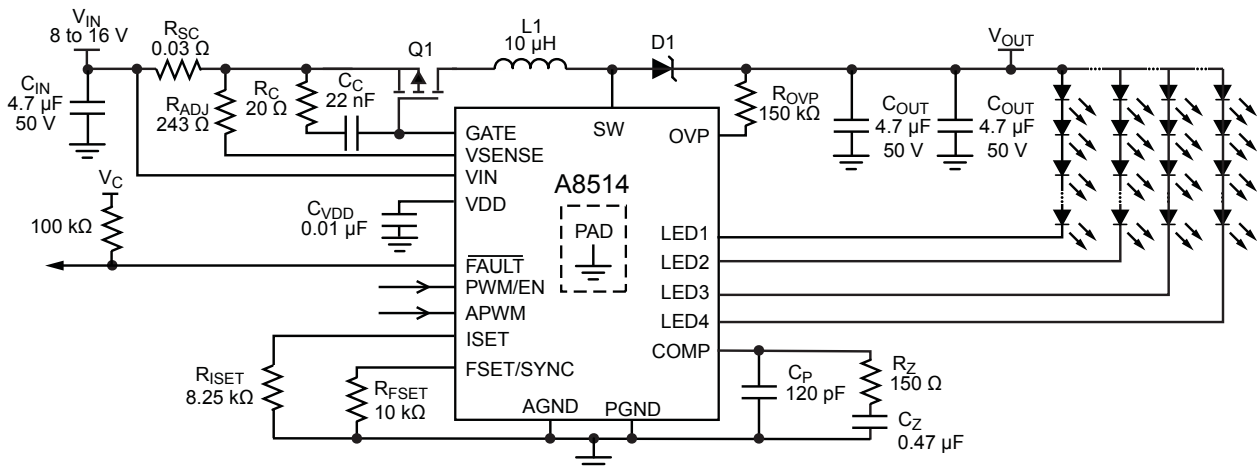 VIN
8 to 16 V
RSC
0.03 Ω
Q1
L1
10 µH
D1
VOUT
CIN
4.7 µF
50 V
RADJ
243 Ω
RC
20 Ω
CC
22 nF
ROVP
150 kΩ
COUT
4.7 µF
50 V
COUT
4.7 µF
50 V
GATE
VSENSE
VIN
VDD
FAULT
PWM/EN
APWM
ISET
FSET/SYNC
SW
OVP
A8514
PAD
LED1
LED2
LED3
LED4
COMP
AGND
PGND
VC
100 kΩ
CVDD
0.01 µF
RISET
8.25 kΩ
RFSET
10 kΩ
CP
120 pF
RZ
150 Ω
CZ
0.47 µF